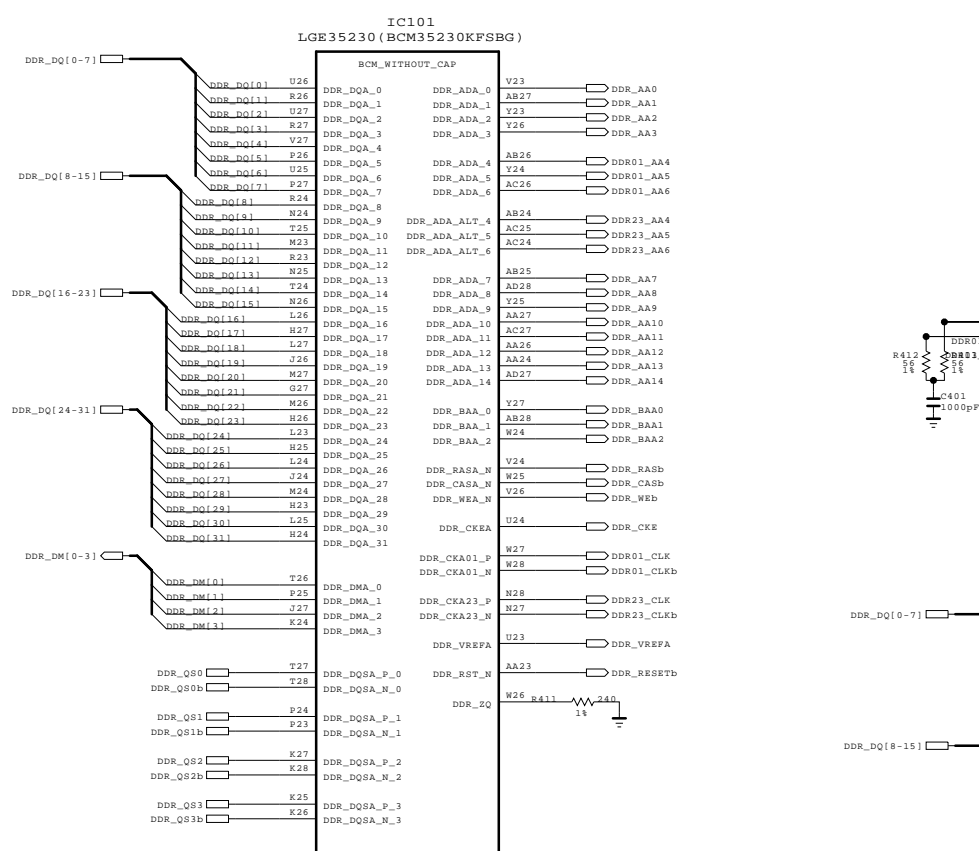 IC101
LGE35230(BCM35230KFSBG)
BCM_WITHOUT_CAP
DDR_DQ[0-7]
DDR_DQ[0] U26 DDR_DQA_0
DDR_DQ[1] R26 DDR_DQA_1
DDR_DQ[2] U27 DDR_DQA_2
DDR_DQ[3] R27 DDR_DQA_3
DDR_DQ[4] V27 DDR_DQA_4
DDR_DQ[5] P26 DDR_DQA_5
DDR_DQ[6] U25 DDR_DQA_6
DDR_DQ[7] P27 DDR_DQA_7
DDR_DQ[8-15]
DDR_DQ[8] R24 DDR_DQA_8
DDR_DQ[9] N24 DDR_DQA_9
DDR_DQ[10] T25 DDR_DQA_10
DDR_DQ[11] M23 DDR_DQA_11
DDR_DQ[12] R23 DDR_DQA_12
DDR_DQ[13] N25 DDR_DQA_13
DDR_DQ[14] T24 DDR_DQA_14
DDR_DQ[15] N26 DDR_DQA_15
DDR_DQ[16-23]
DDR_DQ[16] L26 DDR_DQA_16
DDR_DQ[17] H27 DDR_DQA_17
DDR_DQ[18] L27 DDR_DQA_18
DDR_DQ[19] J26 DDR_DQA_19
DDR_DQ[20] M27 DDR_DQA_20
DDR_DQ[21] G27 DDR_DQA_21
DDR_DQ[22] M26 DDR_DQA_22
DDR_DQ[23] H26 DDR_DQA_23
DDR_DQ[24-31]
DDR_DQ[24] L23 DDR_DQA_24
DDR_DQ[25] H25 DDR_DQA_25
DDR_DQ[26] L24 DDR_DQA_26
DDR_DQ[27] J24 DDR_DQA_27
DDR_DQ[28] M24 DDR_DQA_28
DDR_DQ[29] H23 DDR_DQA_29
DDR_DQ[30] L25 DDR_DQA_30
DDR_DQ[31] H24 DDR_DQA_31
DDR_DM[0-3]
DDR_DM[0] T26 DDR_DMA_0
DDR_DM[1] P25 DDR_DMA_1
DDR_DM[2] J27 DDR_DMA_2
DDR_DM[3] K24 DDR_DMA_3
DDR_QS0 T27 DDR_DQSA_P_0
DDR_QS0b T28 DDR_DQSA_N_0
DDR_QS1 P24 DDR_DQSA_P_1
DDR_QS1b P23 DDR_DQSA_N_1
DDR_QS2 K27 DDR_DQSA_P_2
DDR_QS2b K28 DDR_DQSA_N_2
DDR_QS3 K25 DDR_DQSA_P_3
DDR_QS3b K26 DDR_DQSA_N_3
DDR_ADA_0 V23 DDR_AA0
DDR_ADA_1 AB27 DDR_AA1
DDR_ADA_2 Y23 DDR_AA2
DDR_ADA_3 Y26 DDR_AA3
DDR_ADA_4 AB26 DDR01_AA4
DDR_ADA_5 Y24 DDR01_AA5
DDR_ADA_6 AC26 DDR01_AA6
DDR_ADA_ALT_4 AB24 DDR23_AA4
DDR_ADA_ALT_5 AC25 DDR23_AA5
DDR_ADA_ALT_6 AC24 DDR23_AA6
DDR_ADA_7 AB25 DDR_AA7
DDR_ADA_8 AD28 DDR_AA8
DDR_ADA_9 Y25 DDR_AA9
DDR_ADA_10 AA27 DDR_AA10
DDR_ADA_11 AC27 DDR_AA11
DDR_ADA_12 AA26 DDR_AA12
DDR_ADA_13 AA24 DDR_AA13
DDR_ADA_14 AD27 DDR_AA14
DDR_BAA_0 Y27 DDR_BAA0
DDR_BAA_1 AB28 DDR_BAA1
DDR_BAA_2 W24 DDR_BAA2
DDR_RASA_N V24 DDR_RASb
DDR_CASA_N W25 DDR_CASb
DDR_WEA_N V26 DDR_WEb
DDR_CKEA U24 DDR_CKE
DDR_CKA01_P W27 DDR01_CLK
DDR_CKA01_N W28 DDR01_CLKb
DDR_CKA23_P N28 DDR23_CLK
DDR_CKA23_N N27 DDR23_CLKb
DDR_VREFA U23 DDR_VREFA
DDR_RST_N AA23 DDR_RESETb
DDR_ZQ W26 R411 240
1%
R412
56 56
1% 1%
C401
1000pF
DDR_DQ[0-7]
DDR_DQ[8-15]